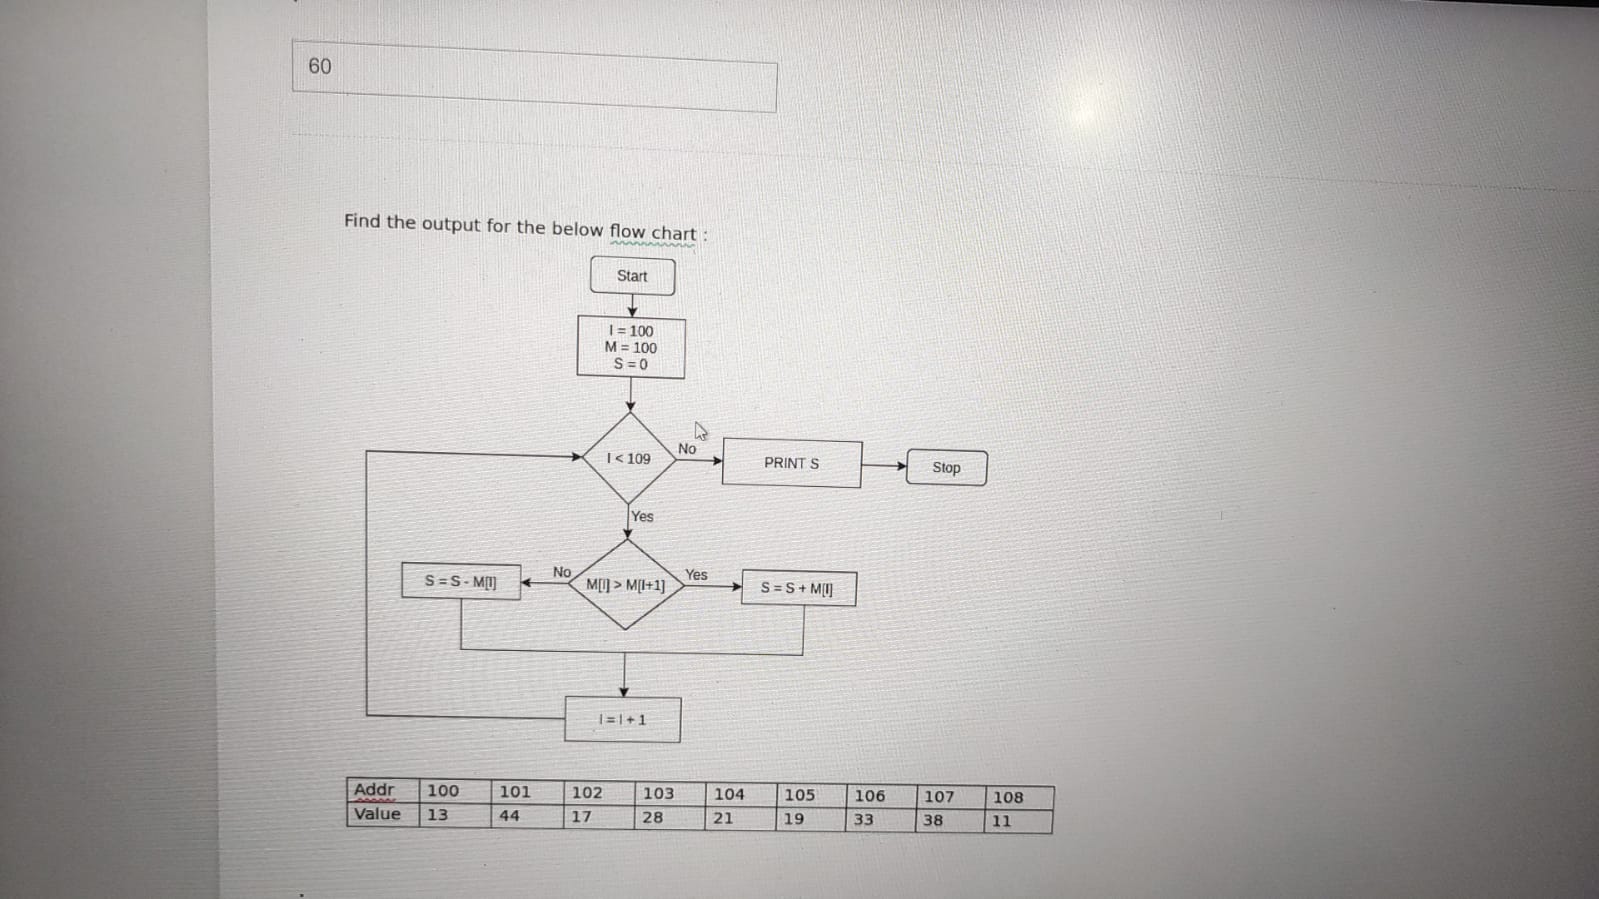 60
Find the output for the below flow chart :
Start
I = 100
M = 100
S = 0
I < 109
No
PRINT S
Stop
Yes
M[I] > M[I+1]
No
S = S - M[I]
Yes
S = S + M[I]
I = I + 1
Addr 100 101 102 103 104 105 106 107 108
Value 13 44 17 28 21 19 33 38 11